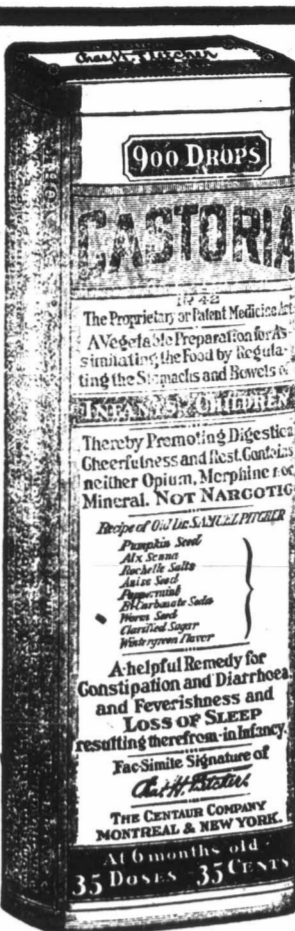 Chas. H. Fletcher
900 DROPS
CASTORIA
The Proprietary or Patent Medicine Act
A Vegetable Preparation for As-
similating the Food by Regula-
ting the Stomachs and Bowels of
INFANTS & CHILDREN
Thereby Promoting Digestion
Cheerfulness and Rest. Contains
neither Opium, Morphine nor
Mineral. NOT NARCOTIC
Recipe of Old Dr. SAMUEL PITCHER
Pumpkin Seed
Alx Senna
Rochelle Salts
Anise Seed
Peppermint
Bi Carbonate Soda
Worm Seed
Clarified Sugar
Wintergreen Flavor
A helpful Remedy for
Constipation and Diarrhoea
and Feverishness and
LOSS OF SLEEP
resulting therefrom-in Infancy.
Fac-Simile Signature of
Chas. H. Fletcher.
THE CENTAUR COMPANY
MONTREAL & NEW YORK.
At 6 months old
35 DOSES - 35 CENTS